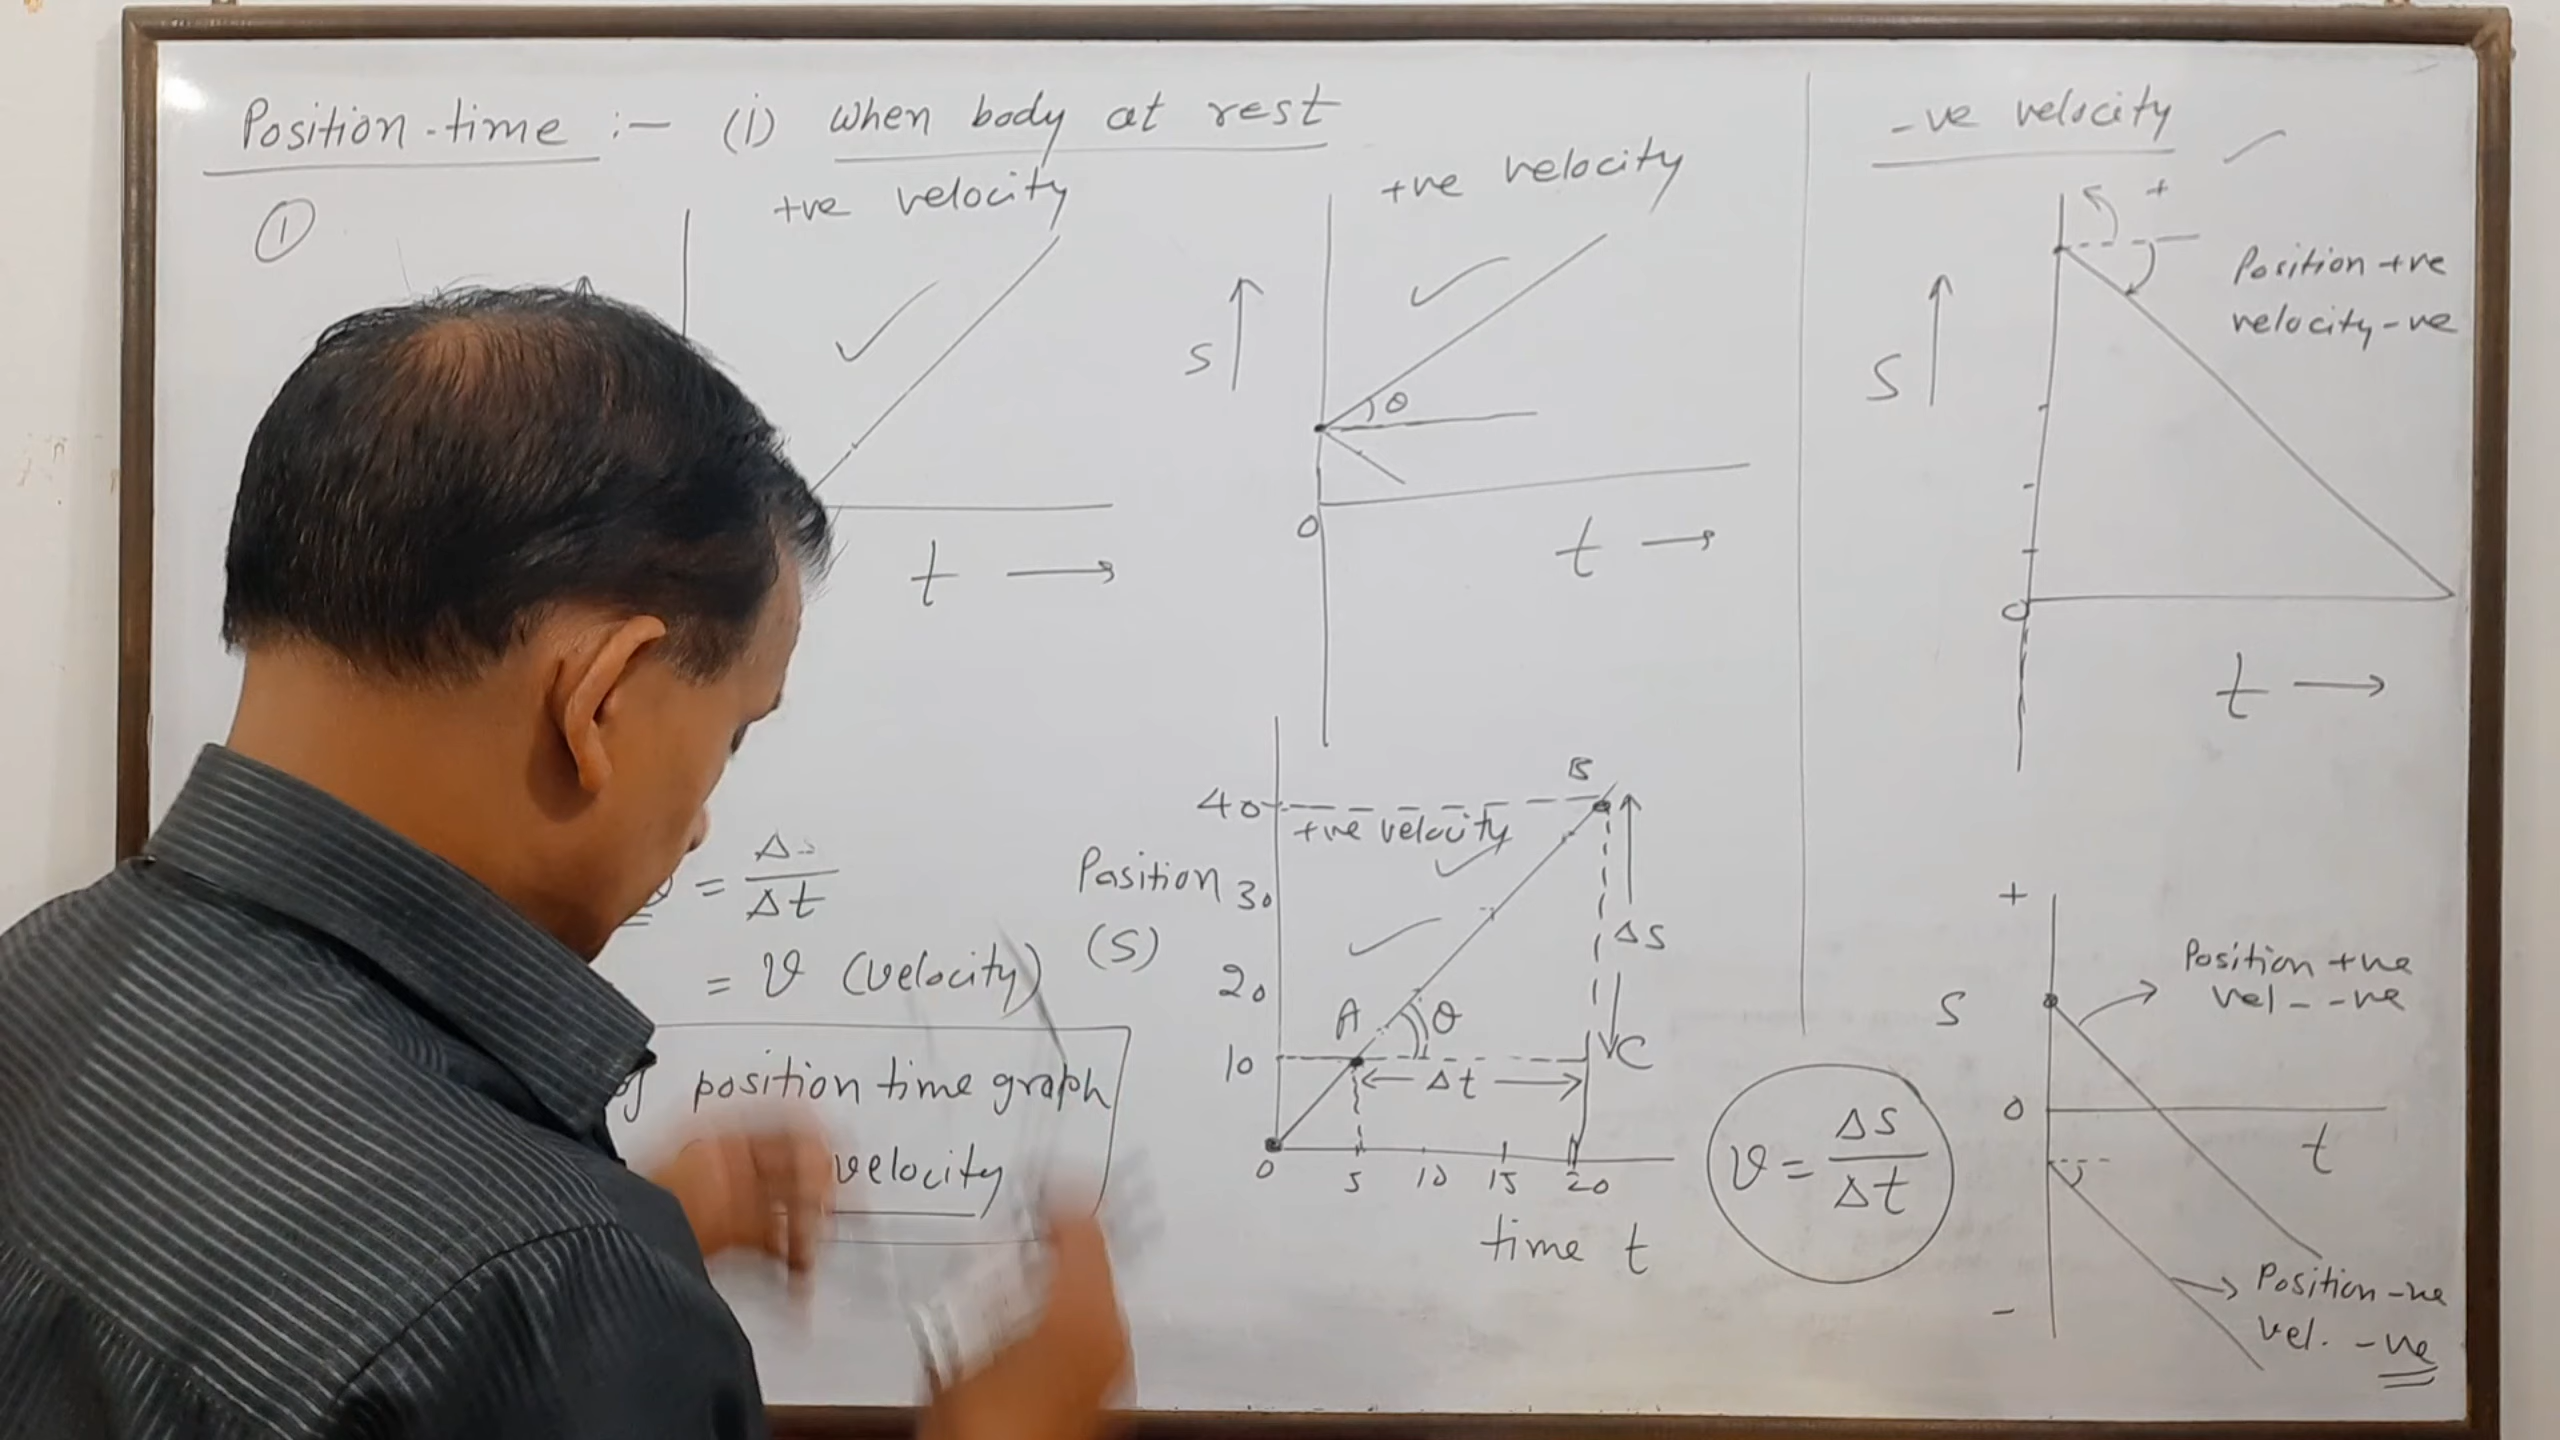 Position-time :- (i) when body at rest
①
+ve velocity
t →
+ve velocity
S ↑
θ
0
t →
-ve velocity
+
-
Position +ve
velocity -ve
S ↑
0
t →
= Δs/Δt
= v (velocity)
of position time graph
velocity
Pasition
(S)
40
30
20
10
0
5 10 15 20
time t
+ve velocity
A
B
C
θ
Δt
ΔS
v = ΔS/Δt
+
S
0
-
t
Position +ve
vel - -ve
Position -ve
vel. -ve